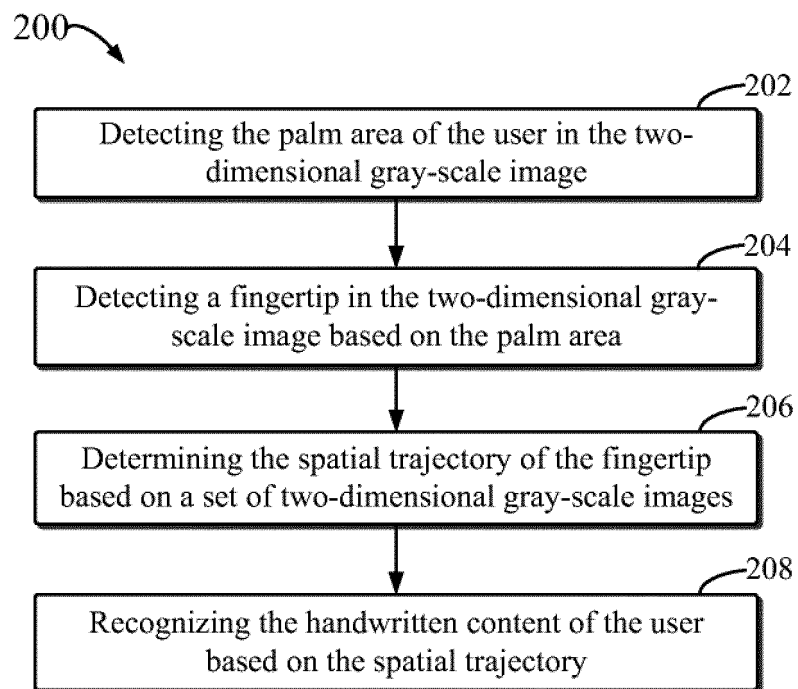 200
202
Detecting the palm area of the user in the two-
dimensional gray-scale image
204
Detecting a fingertip in the two-dimensional gray-
scale image based on the palm area
206
Determining the spatial trajectory of the fingertip
based on a set of two-dimensional gray-scale images
208
Recognizing the handwritten content of the user
based on the spatial trajectory